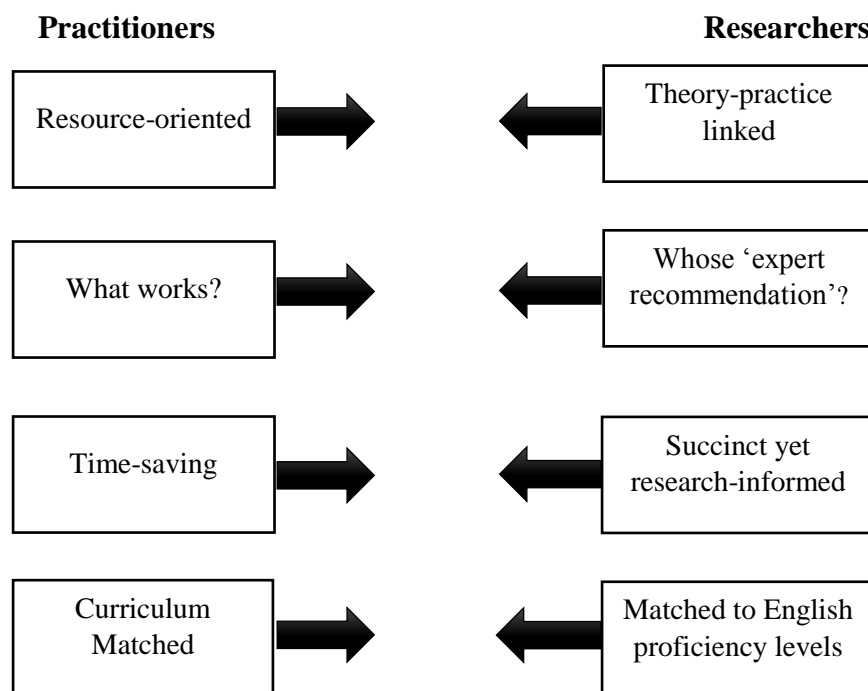 Practitioners
Researchers
Resource-oriented
Theory-practice
linked
What works?
Whose ‘expert
recommendation’?
Time-saving
Succinct yet
research-informed
Curriculum
Matched
Matched to English
proficiency levels